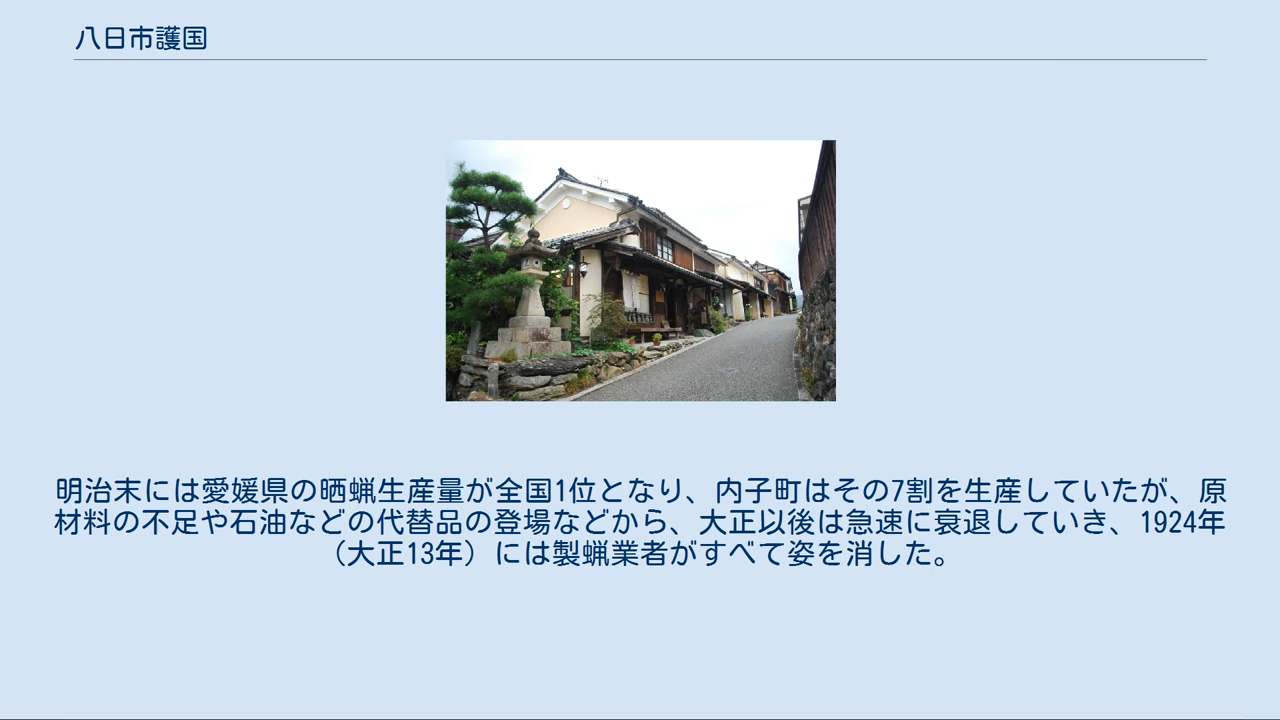 八日市護国
明治末には愛媛県の晒蝋生産量が全国1位となり、内子町はその7割を生産していたが、原
材料の不足や石油などの代替品の登場などから、大正以後は急速に衰退していき、1924年
（大正13年）には製蝋業者がすべて姿を消した。